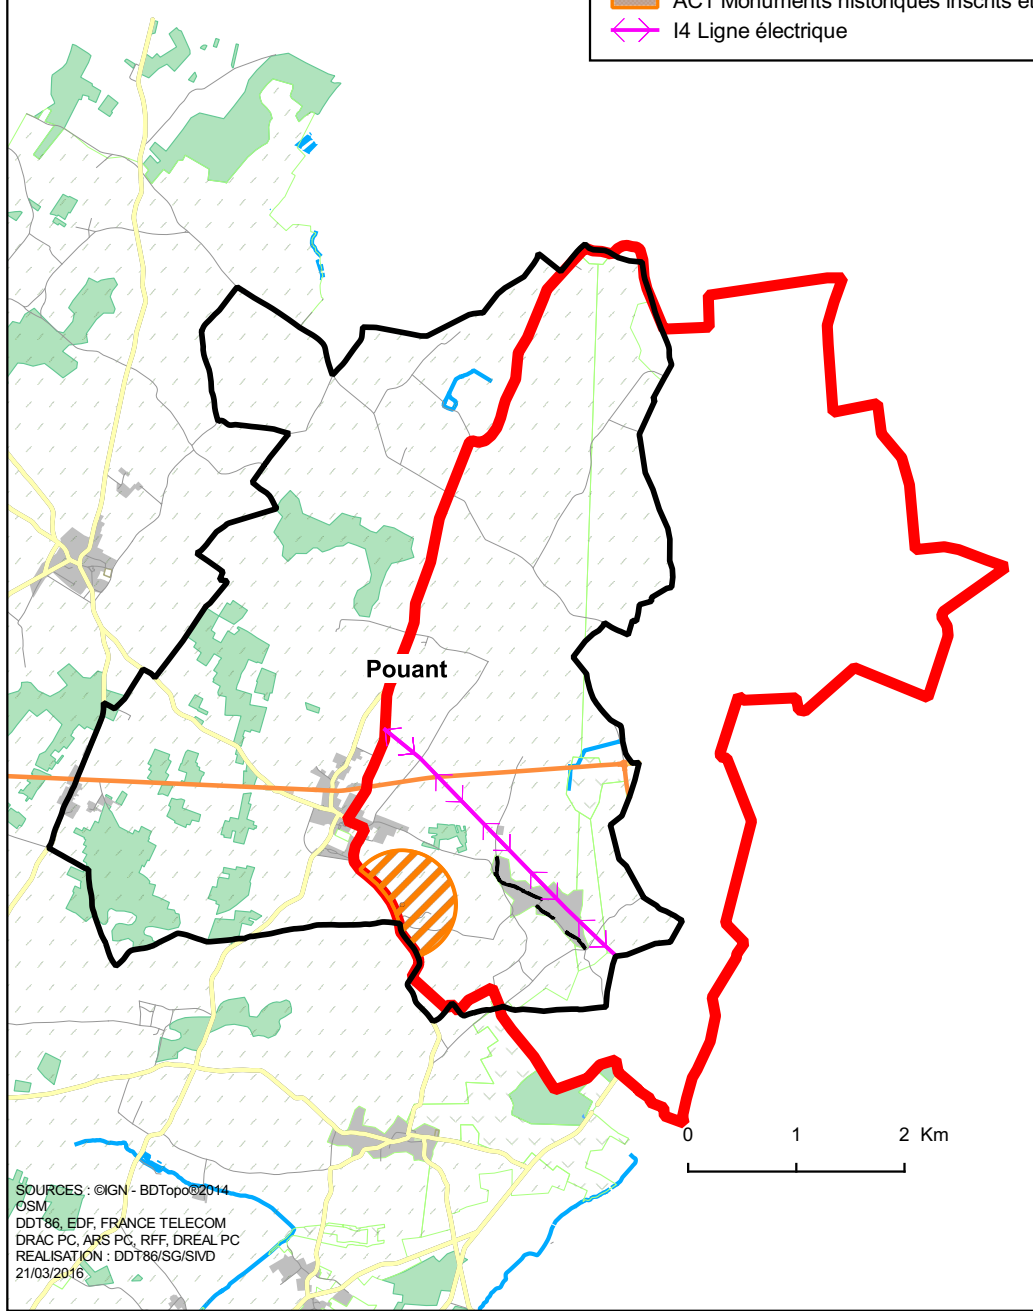 AC1 Monuments historiques inscrits et
I4 Ligne électrique
Pouant
0 1 2 Km
SOURCES : ©IGN - BDTopo®2014
OSM
DDT86, EDF, FRANCE TELECOM
DRAC PC, ARS PC, RFF, DREAL PC
REALISATION : DDT86/SG/SIVD
21/03/2016